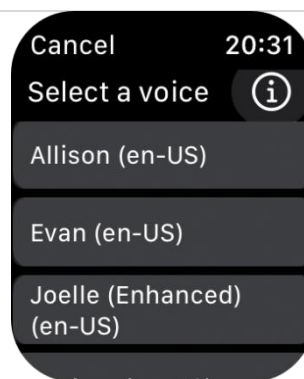 Cancel 20:31
Select a voice
Allison (en-US)
Evan (en-US)
Joelle (Enhanced)
(en-US)